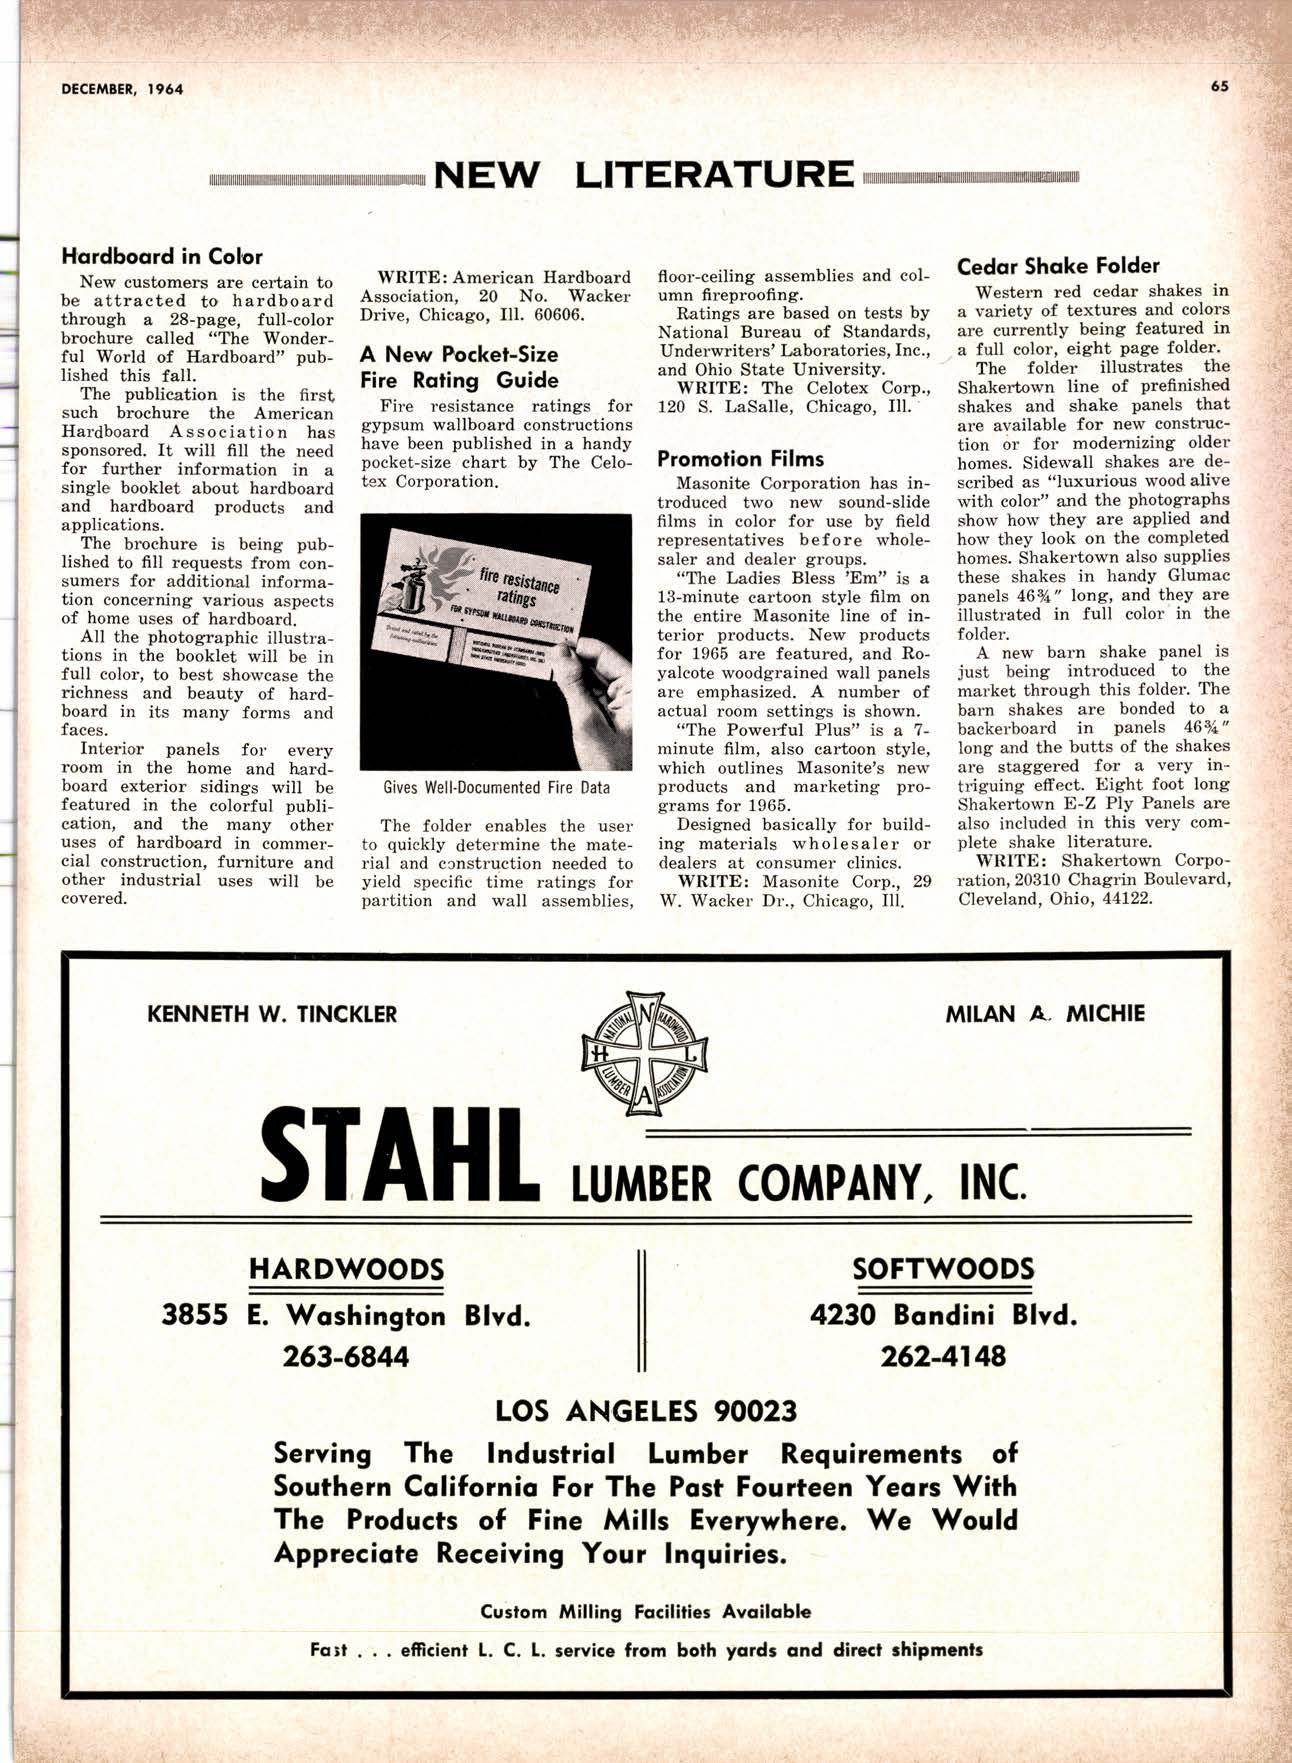 DECEMBER, 1964
65
NEW LITERATURE
Hardboard in Color
New customers are certain to
be attracted to hardboard
through a 28-page, full-color
brochure called "The Wonder-
ful World of Hardboard" pub-
lished this fall.
The publication is the first
such brochure the American
Hardboard Association has
sponsored. It will fill the need
for further information in a
single booklet about hardboard
and hardboard products and
applications.
The brochure is being pub-
lished to fill requests from con-
sumers for additional informa-
tion concerning various aspects
of home uses of hardboard.
All the photographic illustra-
tions in the booklet will be in
full color, to best showcase the
richness and beauty of hard-
board in its many forms and
faces.
Interior panels for every
room in the home and hard-
board exterior sidings will be
featured in the colorful publi-
cation, and the many other
uses of hardboard in commer-
cial construction, furniture and
other industrial uses will be
covered.
WRITE: American Hardboard
Association, 20 No. Wacker
Drive, Chicago, Ill. 60606.
A New Pocket-Size
Fire Rating Guide
Fire resistance ratings for
gypsum wallboard constructions
have been published in a handy
pocket-size chart by The Celo-
tex Corporation.
fire resistance
ratings
FOR GYPSUM WALLBOARD CONSTRUCTION
Gives Well-Documented Fire Data
The folder enables the user
to quickly determine the mate-
rial and construction needed to
yield specific time ratings for
partition and wall assemblies,
floor-ceiling assemblies and col-
umn fireproofing.
Ratings are based on tests by
National Bureau of Standards,
Underwriters' Laboratories, Inc.,
and Ohio State University.
WRITE: The Celotex Corp.,
120 S. LaSalle, Chicago, Ill.
Promotion Films
Masonite Corporation has in-
troduced two new sound-slide
films in color for use by field
representatives before whole-
saler and dealer groups.
"The Ladies Bless 'Em" is a
13-minute cartoon style film on
the entire Masonite line of in-
terior products. New products
for 1965 are featured, and Ro-
yalcote woodgrained wall panels
are emphasized. A number of
actual room settings is shown.
"The Powerful Plus" is a 7-
minute film, also cartoon style,
which outlines Masonite's new
products and marketing pro-
grams for 1965.
Designed basically for build-
ing materials wholesaler or
dealers at consumer clinics.
WRITE: Masonite Corp., 29
W. Wacker Dr., Chicago, Ill.
Cedar Shake Folder
Western red cedar shakes in
a variety of textures and colors
are currently being featured in
a full color, eight page folder.
The folder illustrates the
Shakertown line of prefinished
shakes and shake panels that
are available for new construc-
tion or for modernizing older
homes. Sidewall shakes are de-
scribed as "luxurious wood alive
with color" and the photographs
show how they are applied and
how they look on the completed
homes. Shakertown also supplies
these shakes in handy Glumac
panels 46¾" long, and they are
illustrated in full color in the
folder.
A new barn shake panel is
just being introduced to the
market through this folder. The
barn shakes are bonded to a
backerboard in panels 46¾"
long and the butts of the shakes
are staggered for a very in-
triguing effect. Eight foot long
Shakertown E-Z Ply Panels are
also included in this very com-
plete shake literature.
WRITE: Shakertown Corpo-
ration, 20310 Chagrin Boulevard,
Cleveland, Ohio, 44122.
KENNETH W. TINCKLER
NATIONAL HARDWOOD
N H L A
LUMBER ASSOCIATION
MILAN A. MICHIE
STAHL LUMBER COMPANY, INC.
HARDWOODS
3855 E. Washington Blvd.
263-6844
SOFTWOODS
4230 Bandini Blvd.
262-4148
LOS ANGELES 90023
Serving The Industrial Lumber Requirements of
Southern California For The Past Fourteen Years With
The Products of Fine Mills Everywhere. We Would
Appreciate Receiving Your Inquiries.
Custom Milling Facilities Available
Fast . . . efficient L. C. L. service from both yards and direct shipments